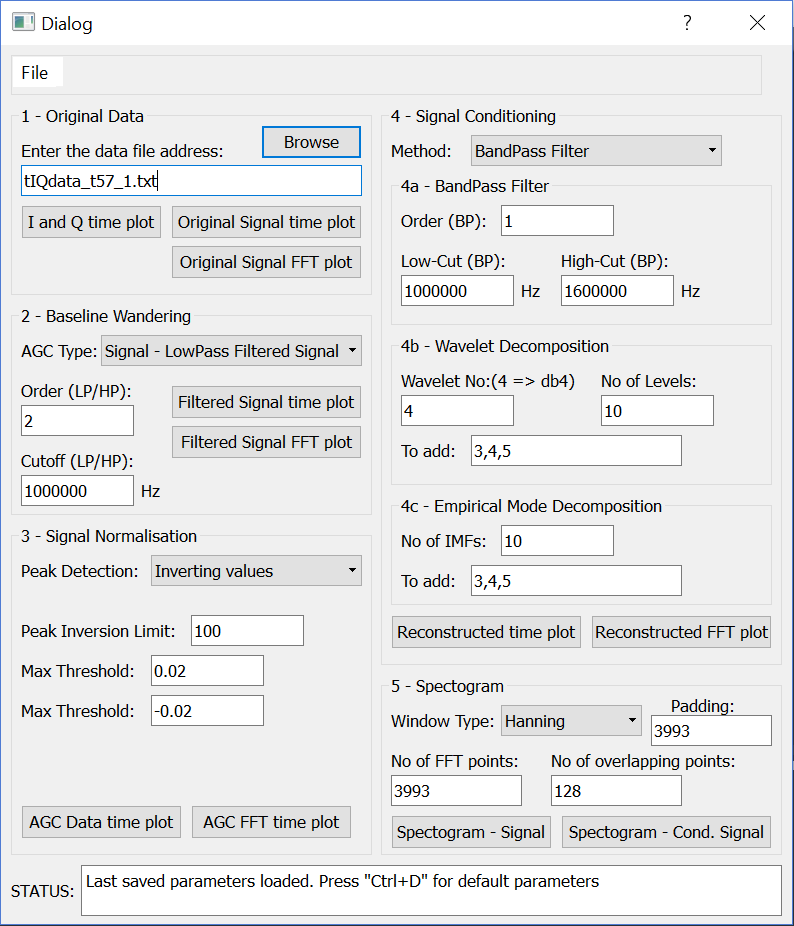 Dialog
?
File
1 - Original Data
Enter the data file address:
Browse
tIQdata_t57_1.txt
I and Q time plot
Original Signal time plot
Original Signal FFT plot
2 - Baseline Wandering
AGC Type:
Signal - LowPass Filtered Signal
Order (LP/HP):
2
Filtered Signal time plot
Filtered Signal FFT plot
Cutoff (LP/HP):
1000000 Hz
3 - Signal Normalisation
Peak Detection:
Inverting values
Peak Inversion Limit:
100
Max Threshold:
0.02
Max Threshold:
-0.02
AGC Data time plot
AGC FFT time plot
4 - Signal Conditioning
Method:
BandPass Filter
4a - BandPass Filter
Order (BP):
1
Low-Cut (BP):
High-Cut (BP):
1000000 Hz
1600000 Hz
4b - Wavelet Decomposition
Wavelet No:(4 => db4)
No of Levels:
4
10
To add:
3,4,5
4c - Empirical Mode Decomposition
No of IMFs:
10
To add:
3,4,5
Reconstructed time plot
Reconstructed FFT plot
5 - Spectogram
Window Type:
Hanning
Padding:
3993
No of FFT points:
No of overlapping points:
3993
128
Spectogram - Signal
Spectogram - Cond. Signal
STATUS:
Last saved parameters loaded. Press "Ctrl+D" for default parameters